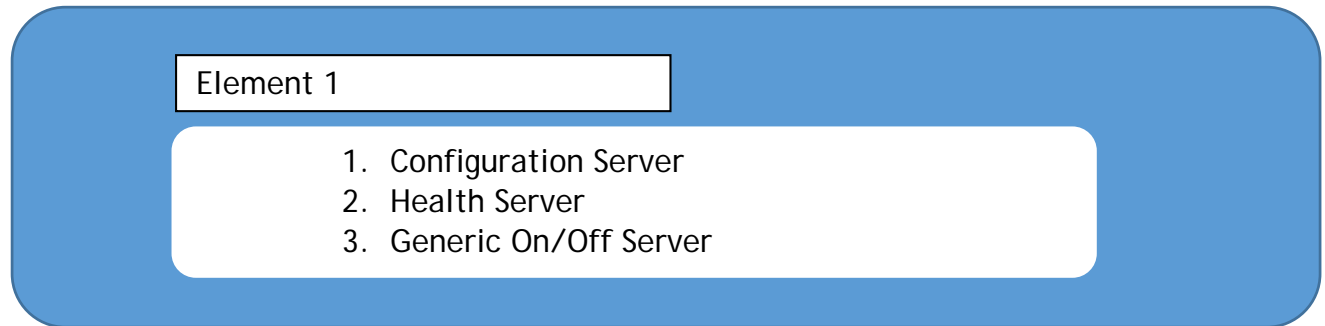 Element 1
1. Configuration Server
2. Health Server
3. Generic On/Off Server